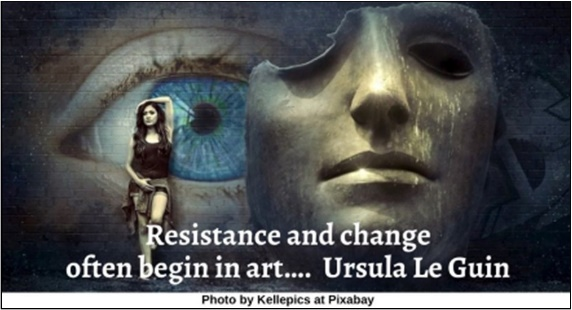 Resistance and change
often begin in art.... Ursula Le Guin
Photo by Kellepics at Pixabay